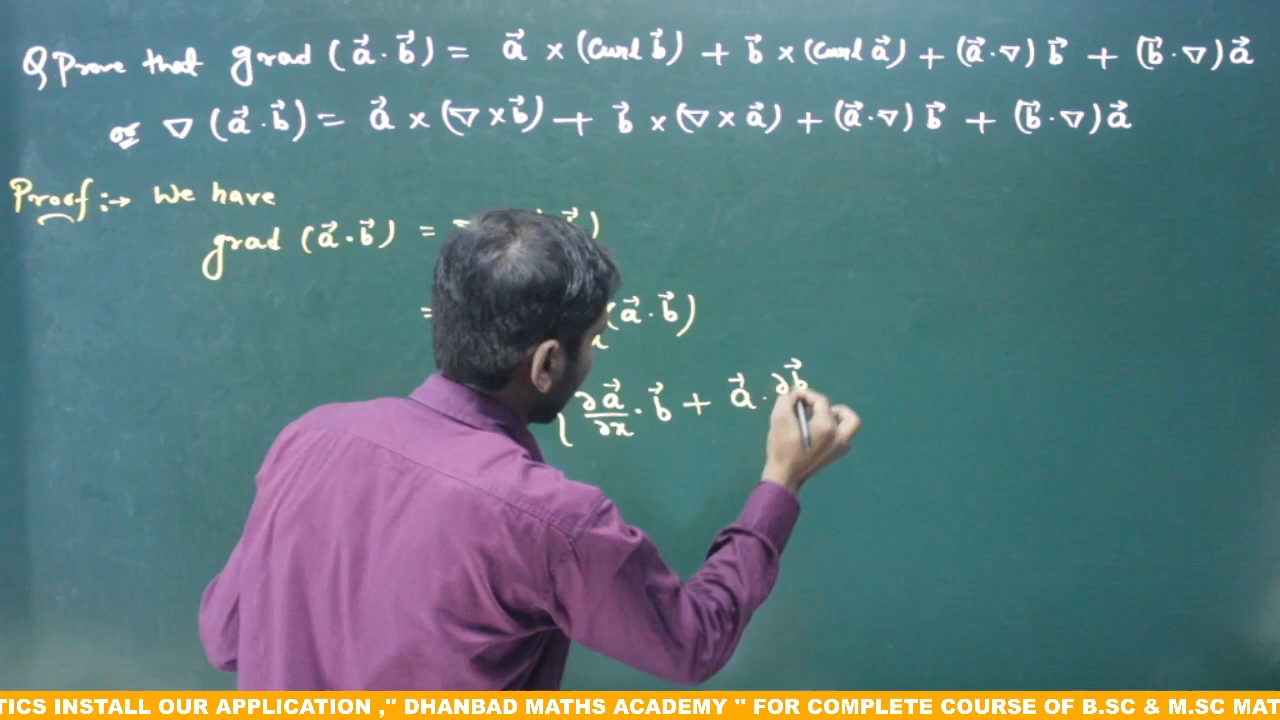 Q Prove that grad (a⃗ · b⃗) = a⃗ × (Curl b⃗) + b⃗ × (Curl a⃗) + (a⃗ · ∇) b⃗ + (b⃗ · ∇) a⃗
or ∇ (a⃗ · b⃗) = a⃗ × (∇ × b⃗) + b⃗ × (∇ × a⃗) + (a⃗ · ∇) b⃗ + (b⃗ · ∇) a⃗
Proof :→ We have
grad (a⃗ · b⃗) = )
= (a⃗ · b⃗)
( ∂a⃗/∂x · b⃗ + a⃗ · ∂b⃗
TICS INSTALL OUR APPLICATION ," DHANBAD MATHS ACADEMY " FOR COMPLETE COURSE OF B.SC & M.SC MAT